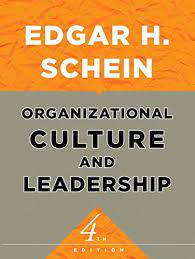 EDGAR H.
SCHEIN
ORGANIZATIONAL
CULTURE
AND
LEADERSHIP
4TH
EDITION